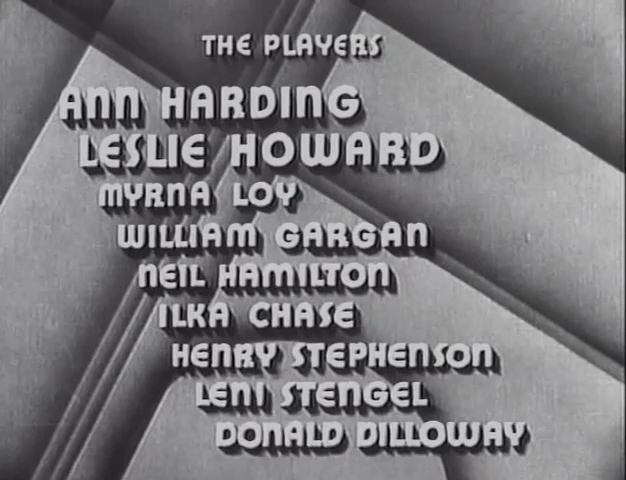 THE PLAYERS
ANN HARDING
LESLIE HOWARD
MYRNA LOY
WILLIAM GARGAN
NEIL HAMILTON
ILKA CHASE
HENRY STEPHENSON
LENI STENGEL
DONALD DILLOWAY